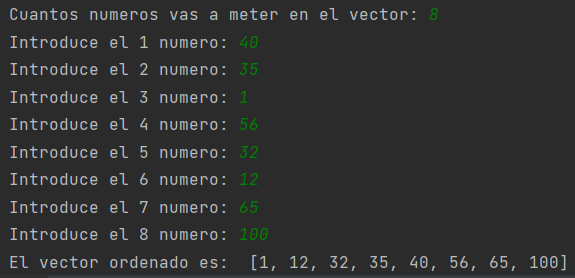 Cuantos numeros vas a meter en el vector: 8
Introduce el 1 numero: 40
Introduce el 2 numero: 35
Introduce el 3 numero: 1
Introduce el 4 numero: 56
Introduce el 5 numero: 32
Introduce el 6 numero: 12
Introduce el 7 numero: 65
Introduce el 8 numero: 100
El vector ordenado es:  [1, 12, 32, 35, 40, 56, 65, 100]